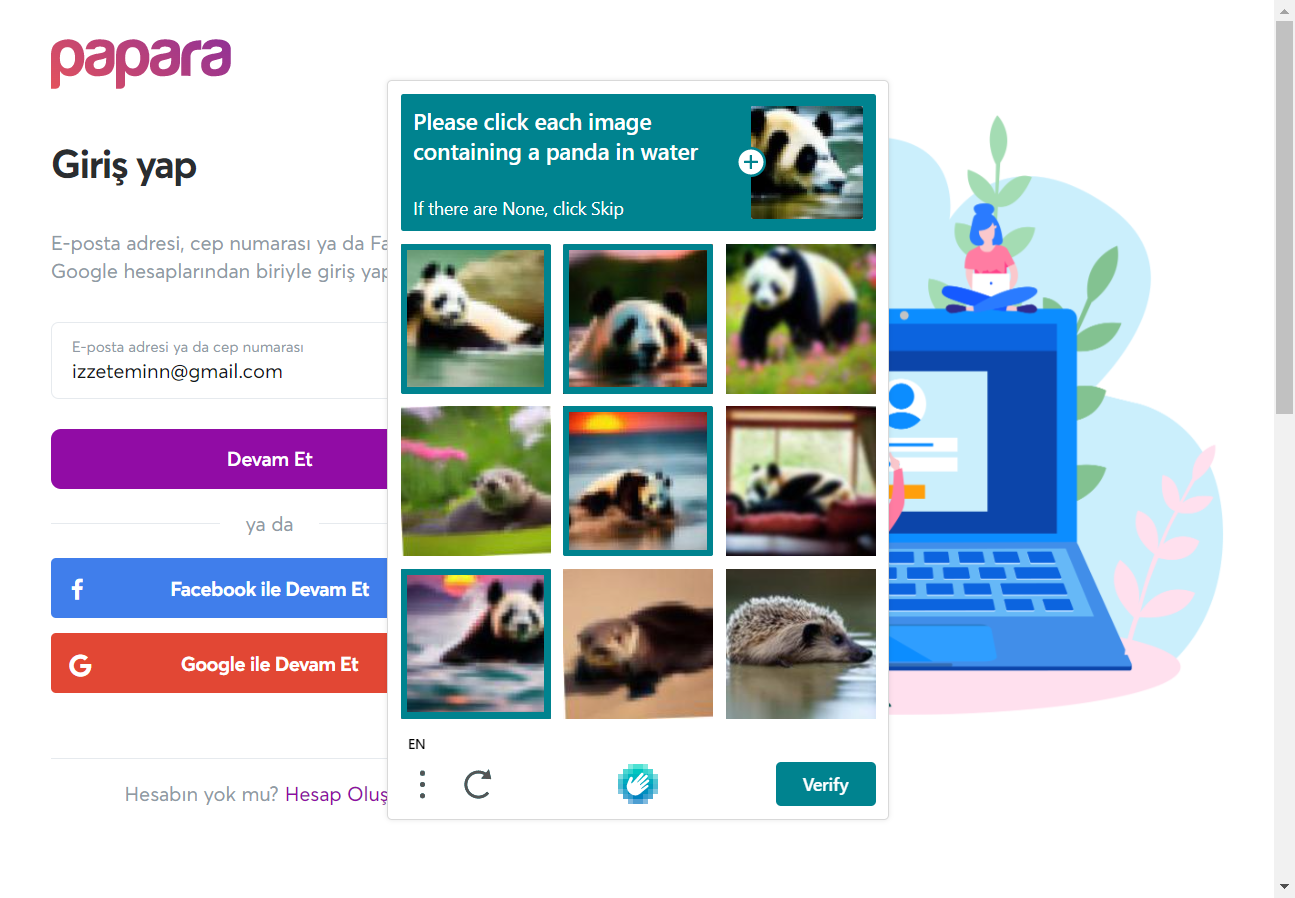 papara
Giriş yap
E-posta adresi, cep numarası ya da Fa
Google hesaplarından biriyle giriş yap
E-posta adresi ya da cep numarası
izzeteminn@gmail.com
Devam Et
ya da
Facebook ile Devam Et
Google ile Devam Et
Hesabın yok mu? Hesap Oluş
Please click each image
containing a panda in water
If there are None, click Skip
EN
Verify